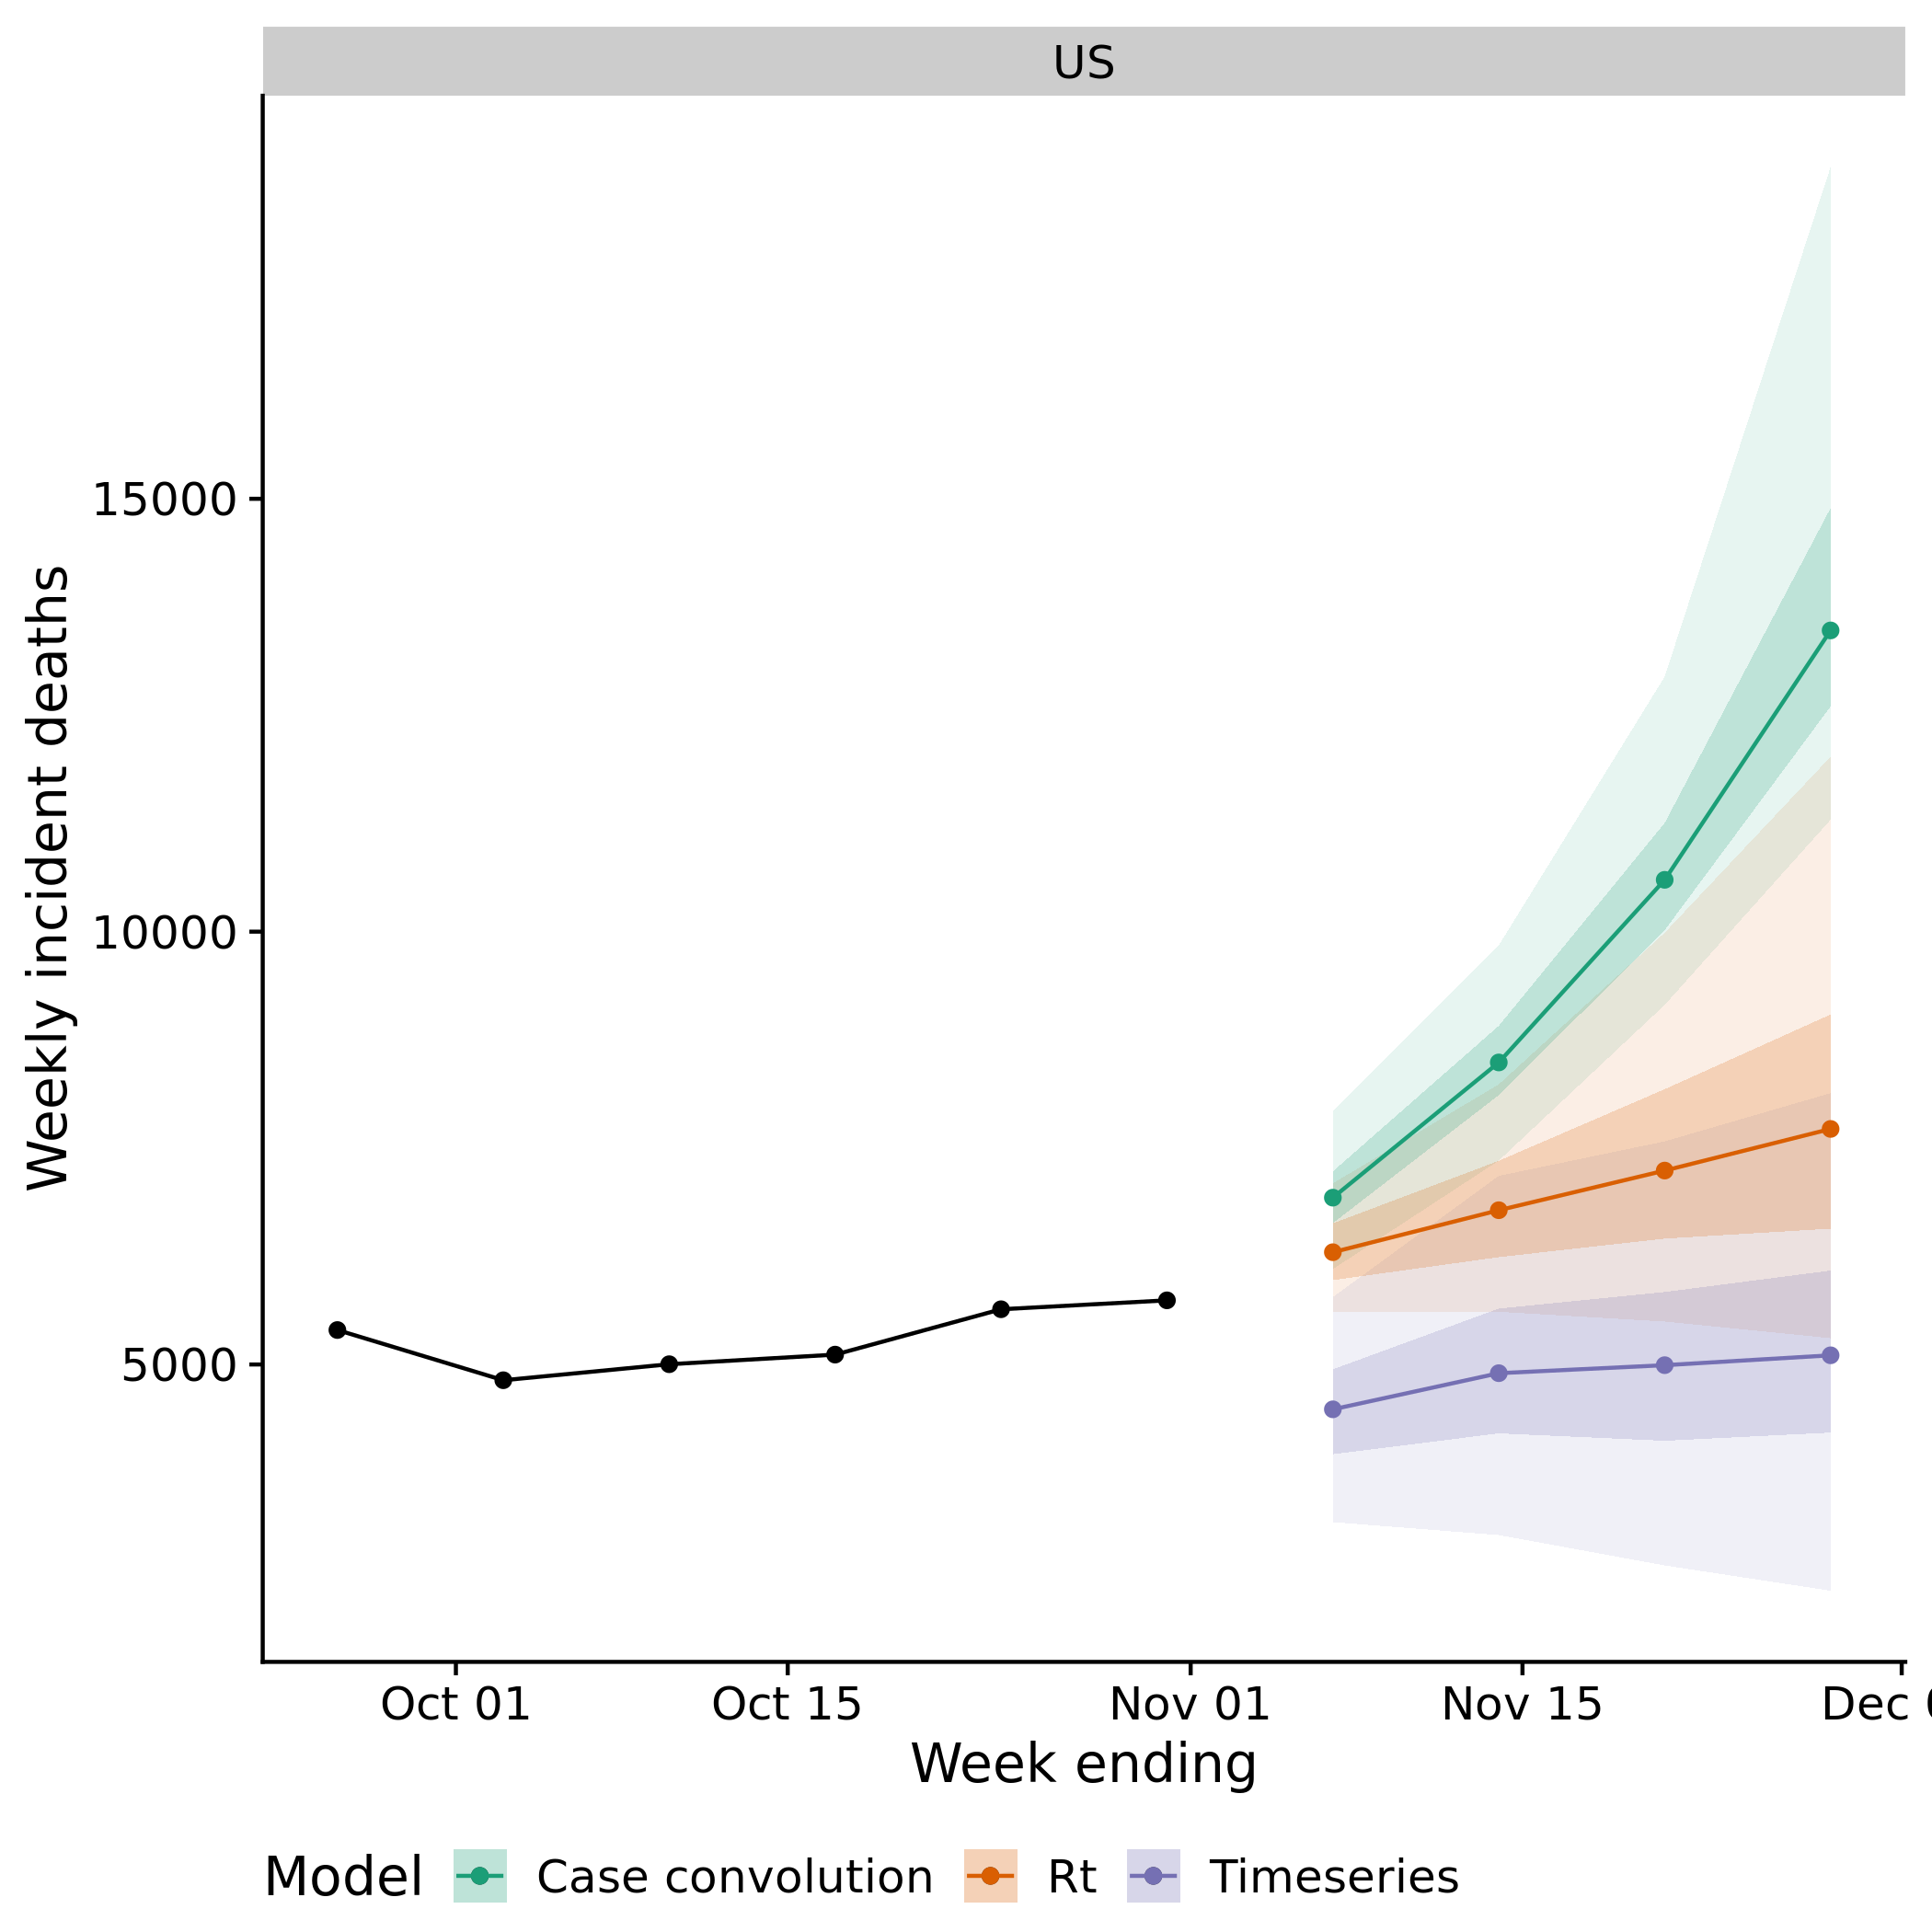 US
Weekly incident deaths
15000
10000
5000
Oct 01
Oct 15
Nov 01
Nov 15
Dec
Week ending
Model
Case convolution
Rt
Timeseries